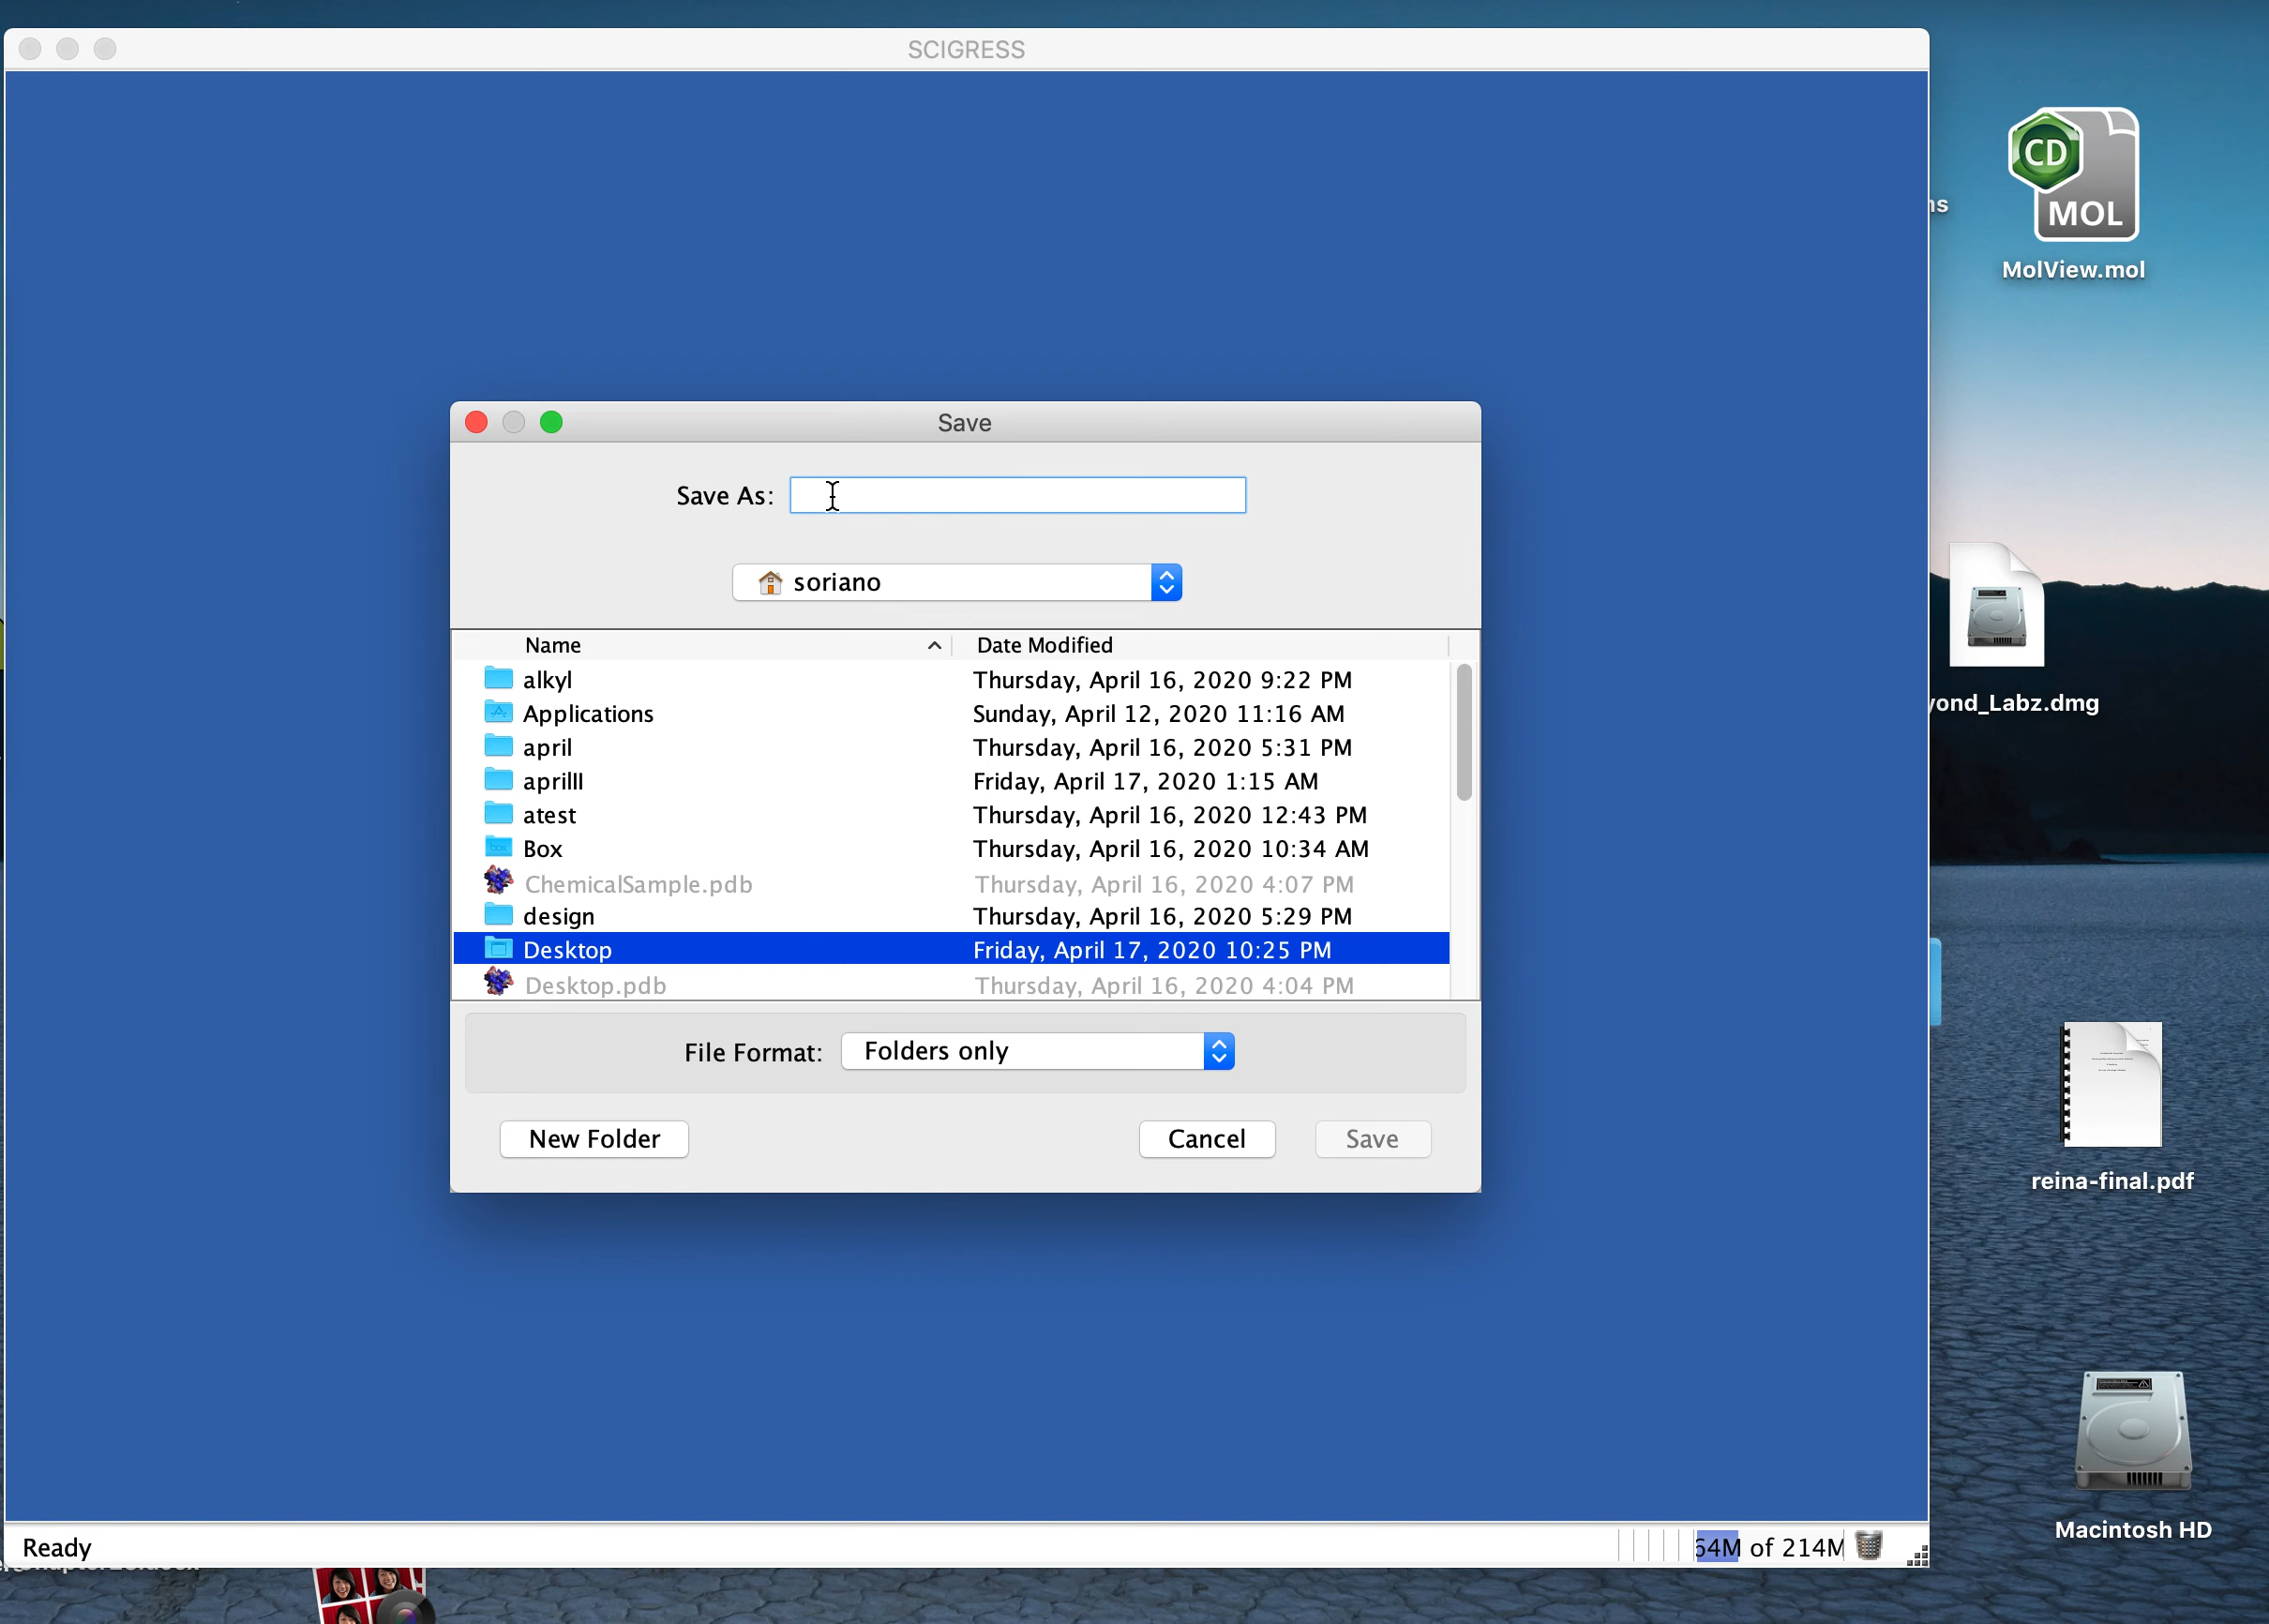 SCIGRESS
CD
MOL
MolView.mol
Save
Save As:
soriano
Name Date Modified
alkyl Thursday, April 16, 2020 9:22 PM
Applications Sunday, April 12, 2020 11:16 AM
april Thursday, April 16, 2020 5:31 PM
aprilII Friday, April 17, 2020 1:15 AM
atest Thursday, April 16, 2020 12:43 PM
Box Thursday, April 16, 2020 10:34 AM
ChemicalSample.pdb Thursday, April 16, 2020 4:07 PM
design Thursday, April 16, 2020 5:29 PM
Desktop Friday, April 17, 2020 10:25 PM
Desktop.pdb Thursday, April 16, 2020 4:04 PM
File Format: Folders only
New Folder Cancel Save
yond_Labz.dmg
reina-final.pdf
Macintosh HD
Ready
64M of 214M